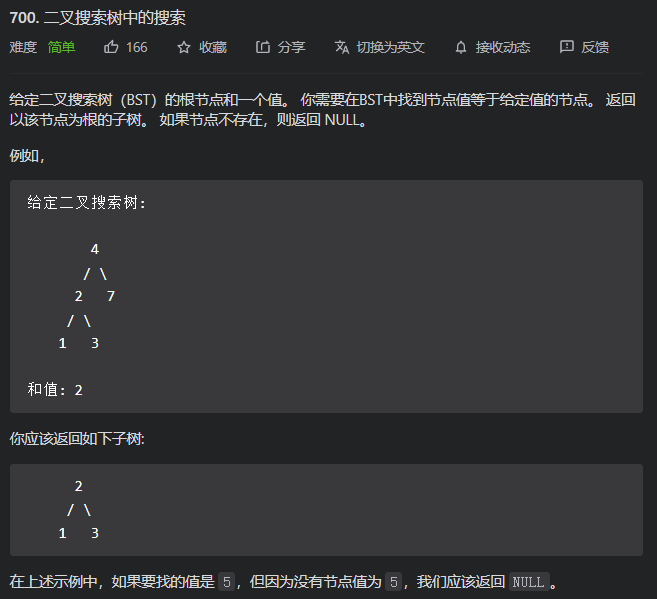 700. 二叉搜索树中的搜索
难度 简单 166 收藏 分享 切换为英文 接收动态 反馈
给定二叉搜索树（BST）的根节点和一个值。 你需要在BST中找到节点值等于给定值的节点。 返回
以该节点为根的子树。 如果节点不存在，则返回 NULL。
例如，
给定二叉搜索树:
4
/ \
2 7
/ \
1 3
和值: 2
你应该返回如下子树:
2
/ \
1 3
在上述示例中，如果要找的值是 5，但因为没有节点值为 5，我们应该返回 NULL。